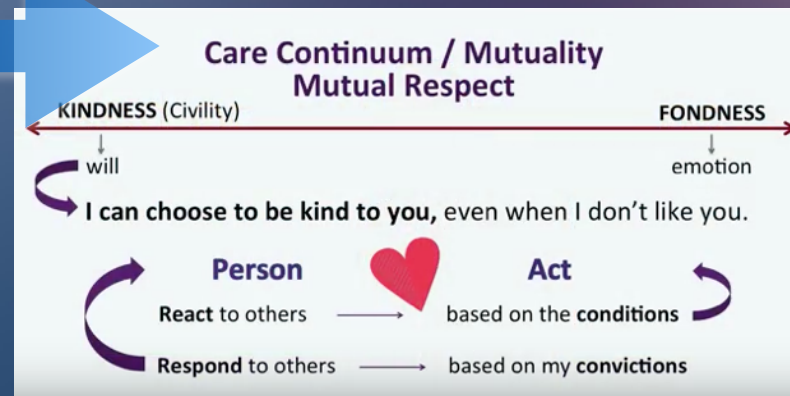 Care Continuum / Mutuality
Mutual Respect
KINDNESS (Civility) FONDNESS
will emotion
I can choose to be kind to you, even when I don't like you.
Person Act
React to others based on the conditions
Respond to others based on my convictions